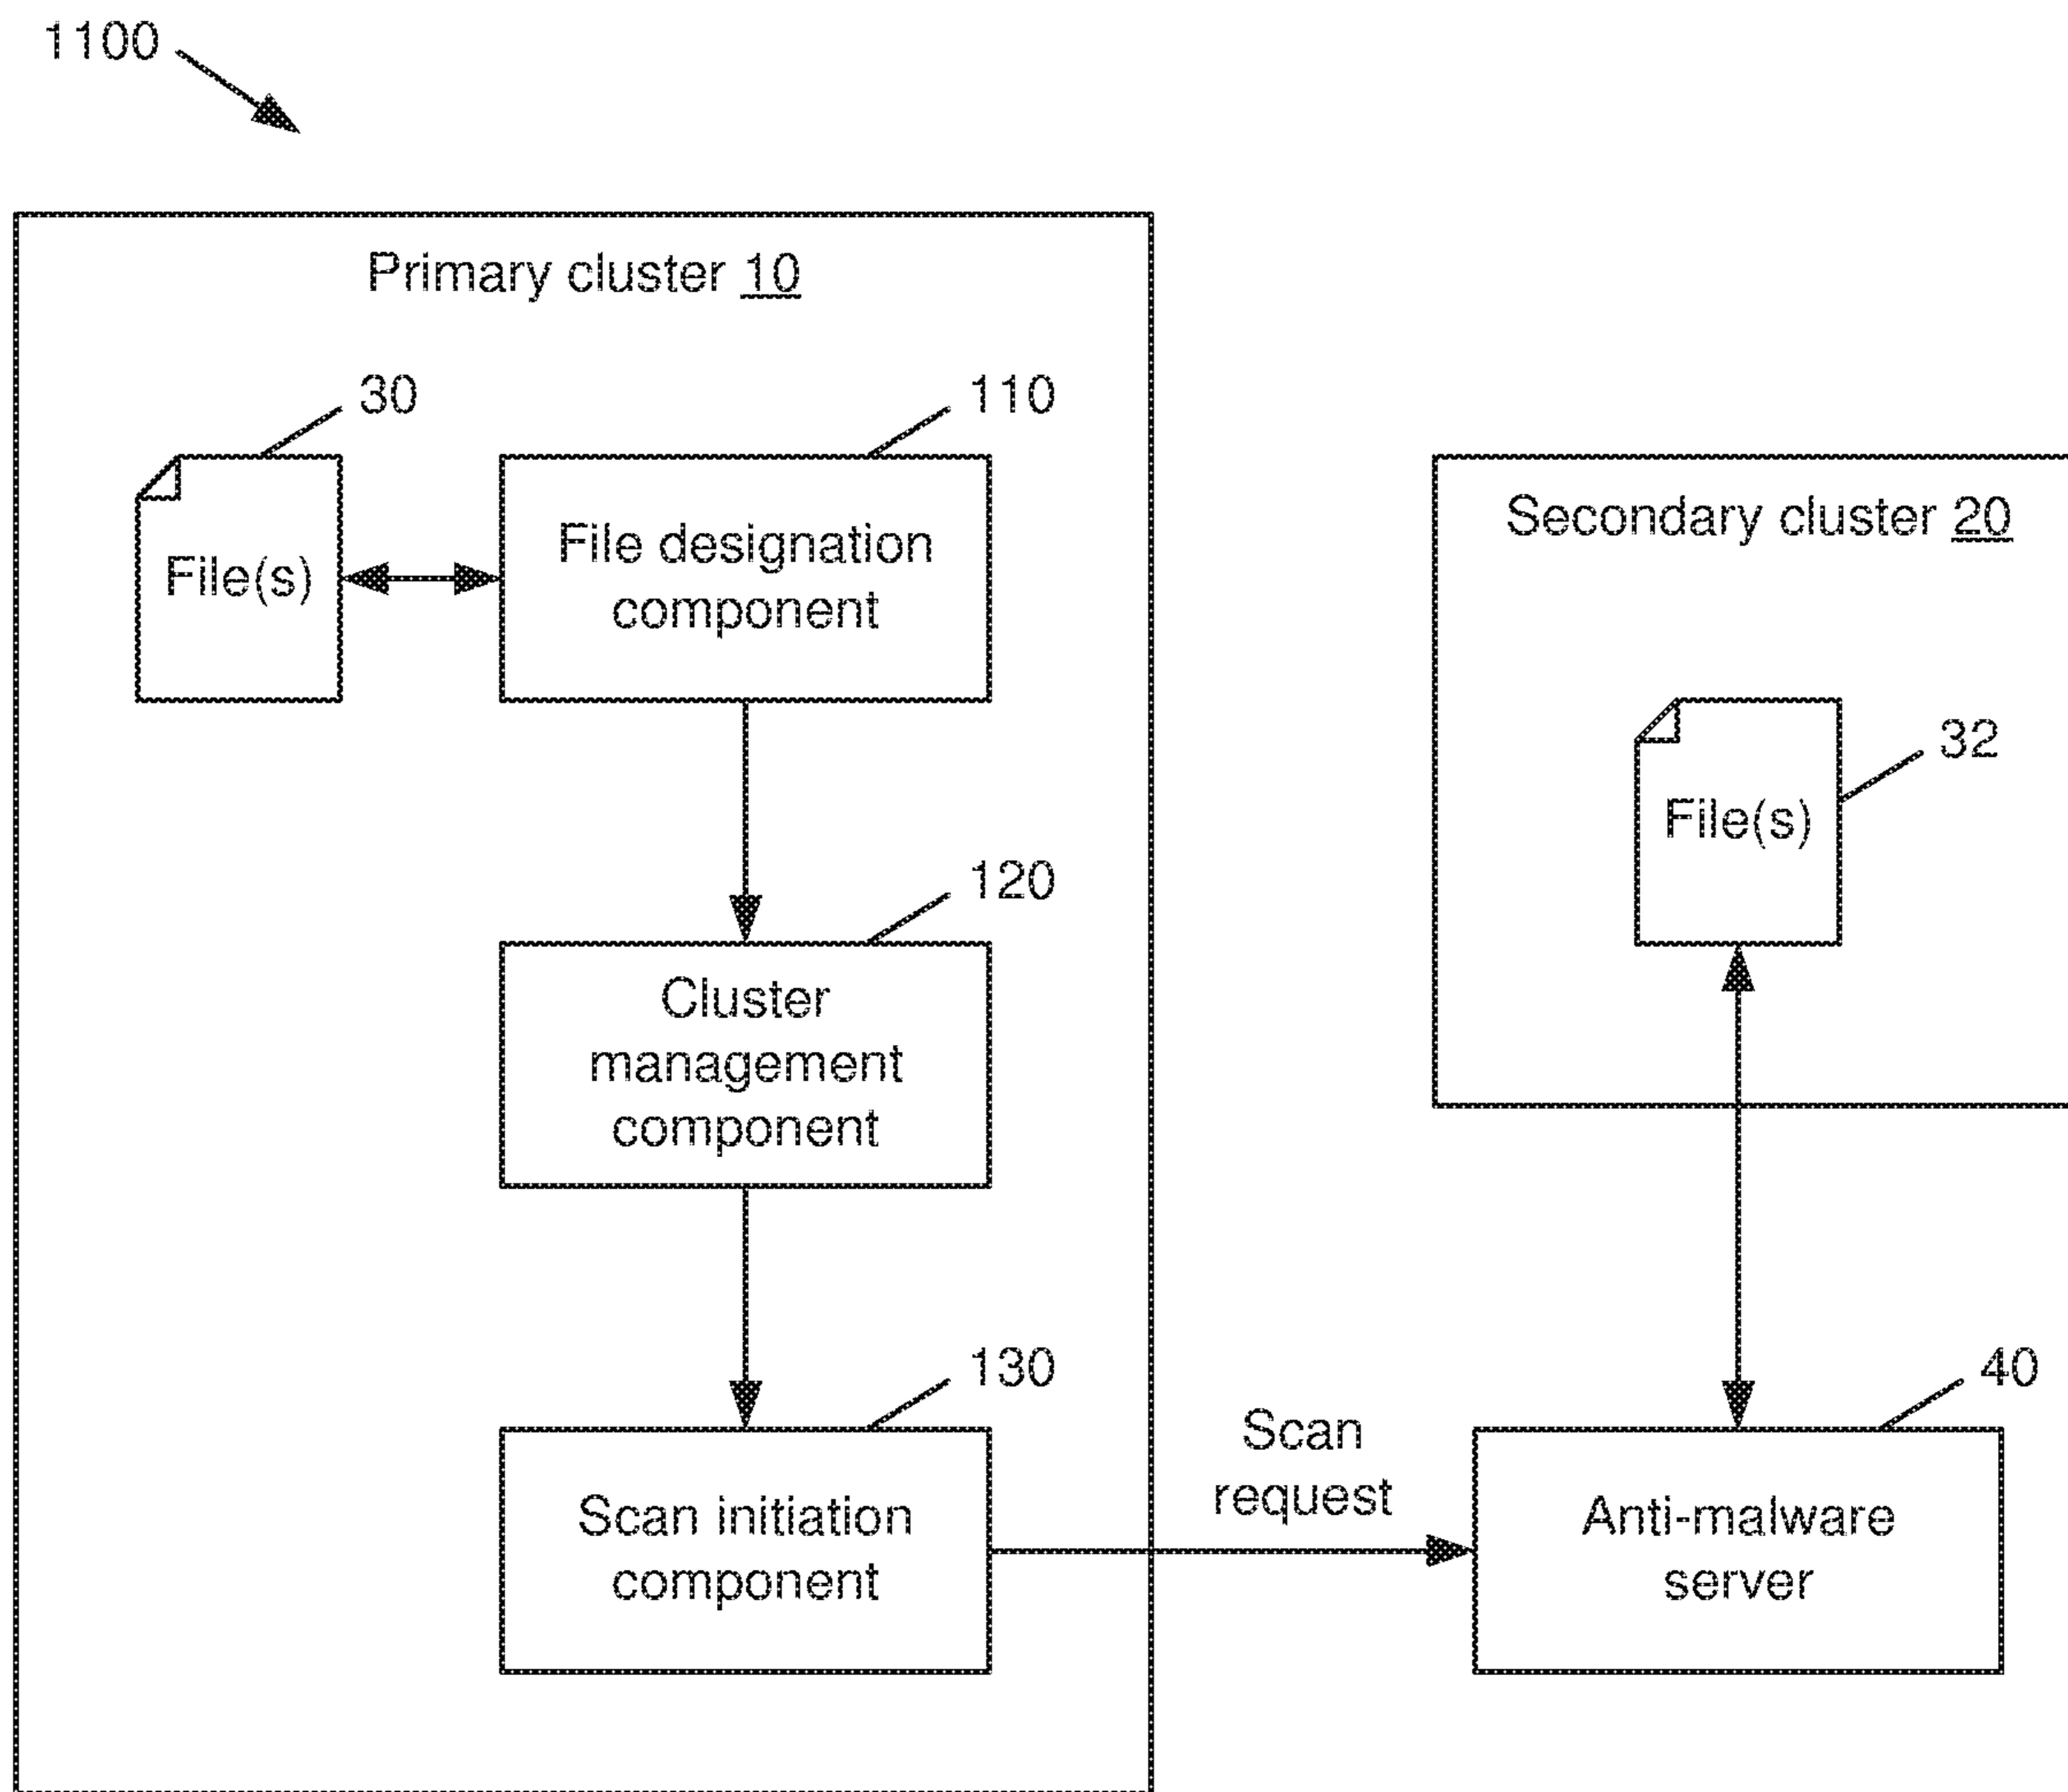 1100
Primary cluster 10
30
110
File(s)
File designation
component
Secondary cluster 20
32
File(s)
120
Cluster
management
component
130
Scan initiation
component
Scan
request
40
Anti-malware
server